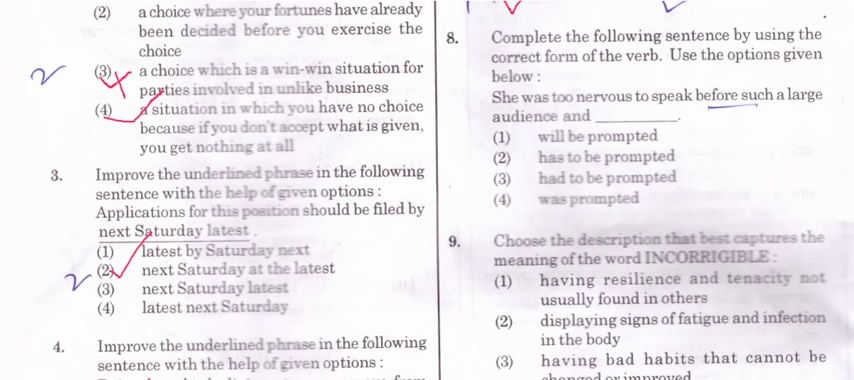 (2) a choice where your fortunes have already
been decided before you exercise the
choice
(3) a choice which is a win-win situation for
parties involved in unlike business
(4) a situation in which you have no choice
because if you don't accept what is given,
you get nothing at all
3. Improve the underlined phrase in the following
sentence with the help of given options :
Applications for this position should be filed by
next Saturday latest .
(1) latest by Saturday next
(2) next Saturday at the latest
(3) next Saturday latest
(4) latest next Saturday
4. Improve the underlined phrase in the following
sentence with the help of given options :
8. Complete the following sentence by using the
correct form of the verb. Use the options given
below :
She was too nervous to speak before such a large
audience and __________.
(1) will be prompted
(2) has to be prompted
(3) had to be prompted
(4) was prompted
9. Choose the description that best captures the
meaning of the word INCORRIGIBLE :
(1) having resilience and tenacity not
usually found in others
(2) displaying signs of fatigue and infection
in the body
(3) having bad habits that cannot be
changed or improved